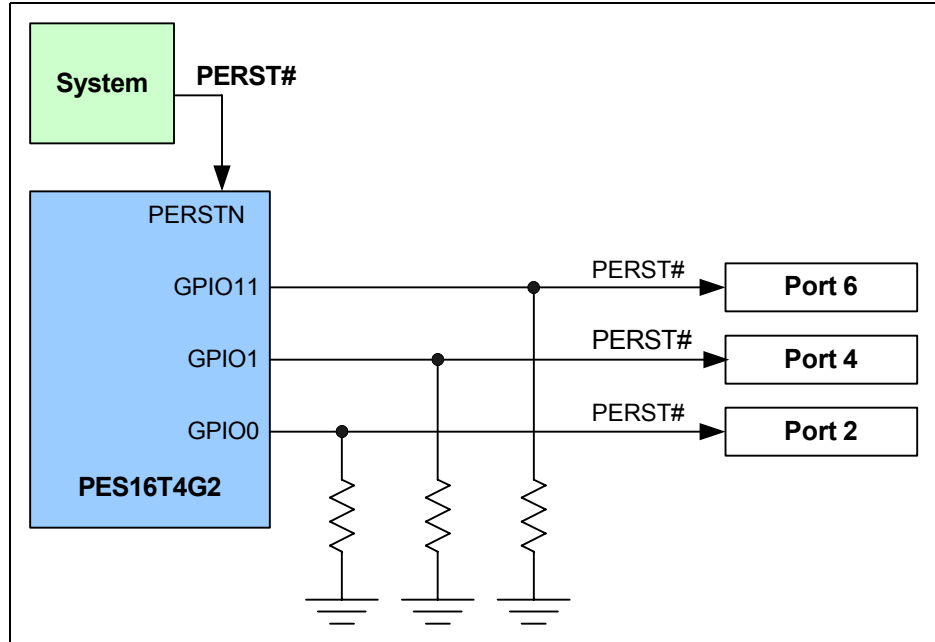 System
PERST#
PERSTN
GPIO11
PERST#
Port 6
GPIO1
PERST#
Port 4
GPIO0
PERST#
Port 2
PES16T4G2